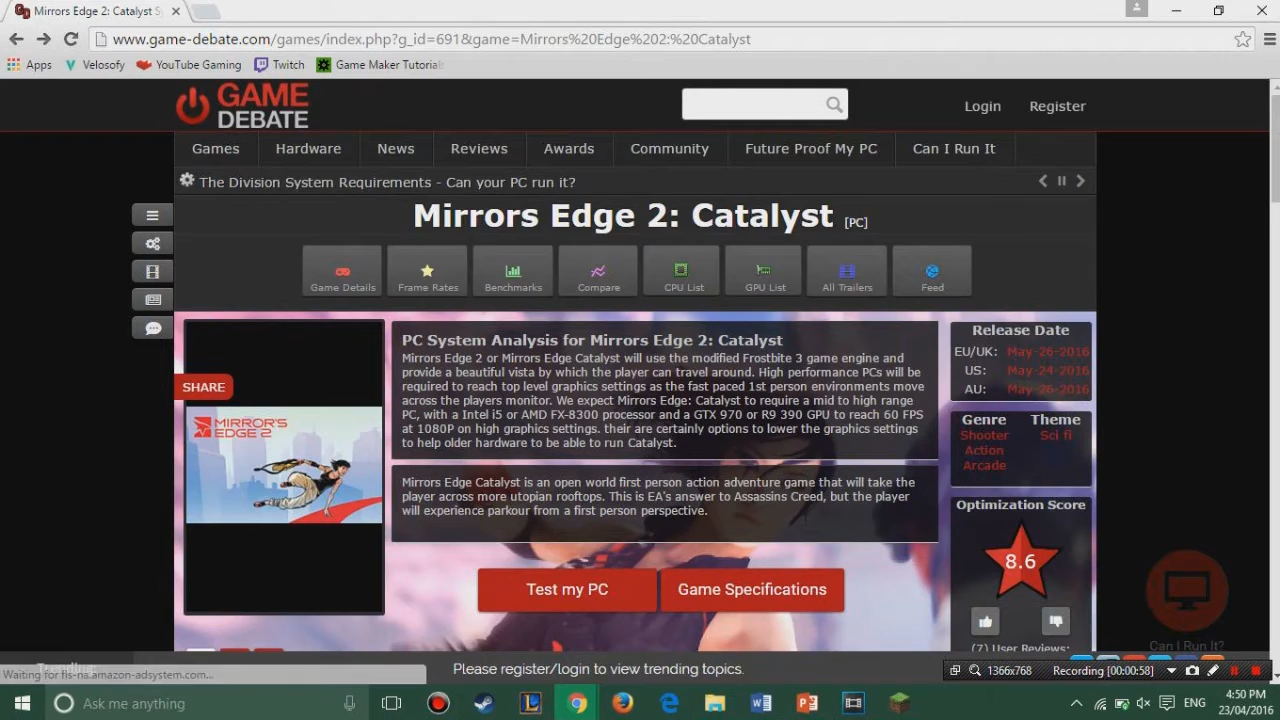 Mirrors Edge 2: Catalyst S
www.game-debate.com/games/index.php?g_id=691&game=Mirrors%20Edge%202:%20Catalyst
Apps Velosofy YouTube Gaming Twitch Game Maker Tutorial
GAME
DEBATE
Login Register
Games Hardware News Reviews Awards Community Future Proof My PC Can I Run It
The Division System Requirements - Can your PC run it?
Mirrors Edge 2: Catalyst [PC]
Game Details Frame Rates Benchmarks Compare CPU List GPU List All Trailers Feed
SHARE
MIRROR'S
EDGE 2
PC System Analysis for Mirrors Edge 2: Catalyst
Mirrors Edge 2 or Mirrors Edge Catalyst will use the modified Frostbite 3 game engine and
provide a beautiful vista by which the player can travel around. High performance PCs will be
required to reach top level graphics settings as the fast paced 1st person environments move
across the players monitor. We expect Mirrors Edge: Catalyst to require a mid to high range
PC, with a Intel i5 or AMD FX-8300 processor and a GTX 970 or R9 390 GPU to reach 60 FPS
at 1080P on high graphics settings. their are certainly options to lower the graphics settings
to help older hardware to be able to run Catalyst.
Mirrors Edge Catalyst is an open world first person action adventure game that will take the
player across more utopian rooftops. This is EA's answer to Assassins Creed, but the player
will experience parkour from a first person perspective.
Test my PC Game Specifications
Release Date
EU/UK: May-26-2016
US: May-24-2016
AU: May-26-2016
Genre Theme
Shooter Sci fi
Action
Arcade
Optimization Score
8.6
(7) User Reviews:
Can I Run It?
Trending:
Waiting for fls-na.amazon-adsystem.com...
Please register/login to view trending topics.
1366x768 Recording [00:00:58]
Ask me anything
ENG
4:50 PM
23/04/2016